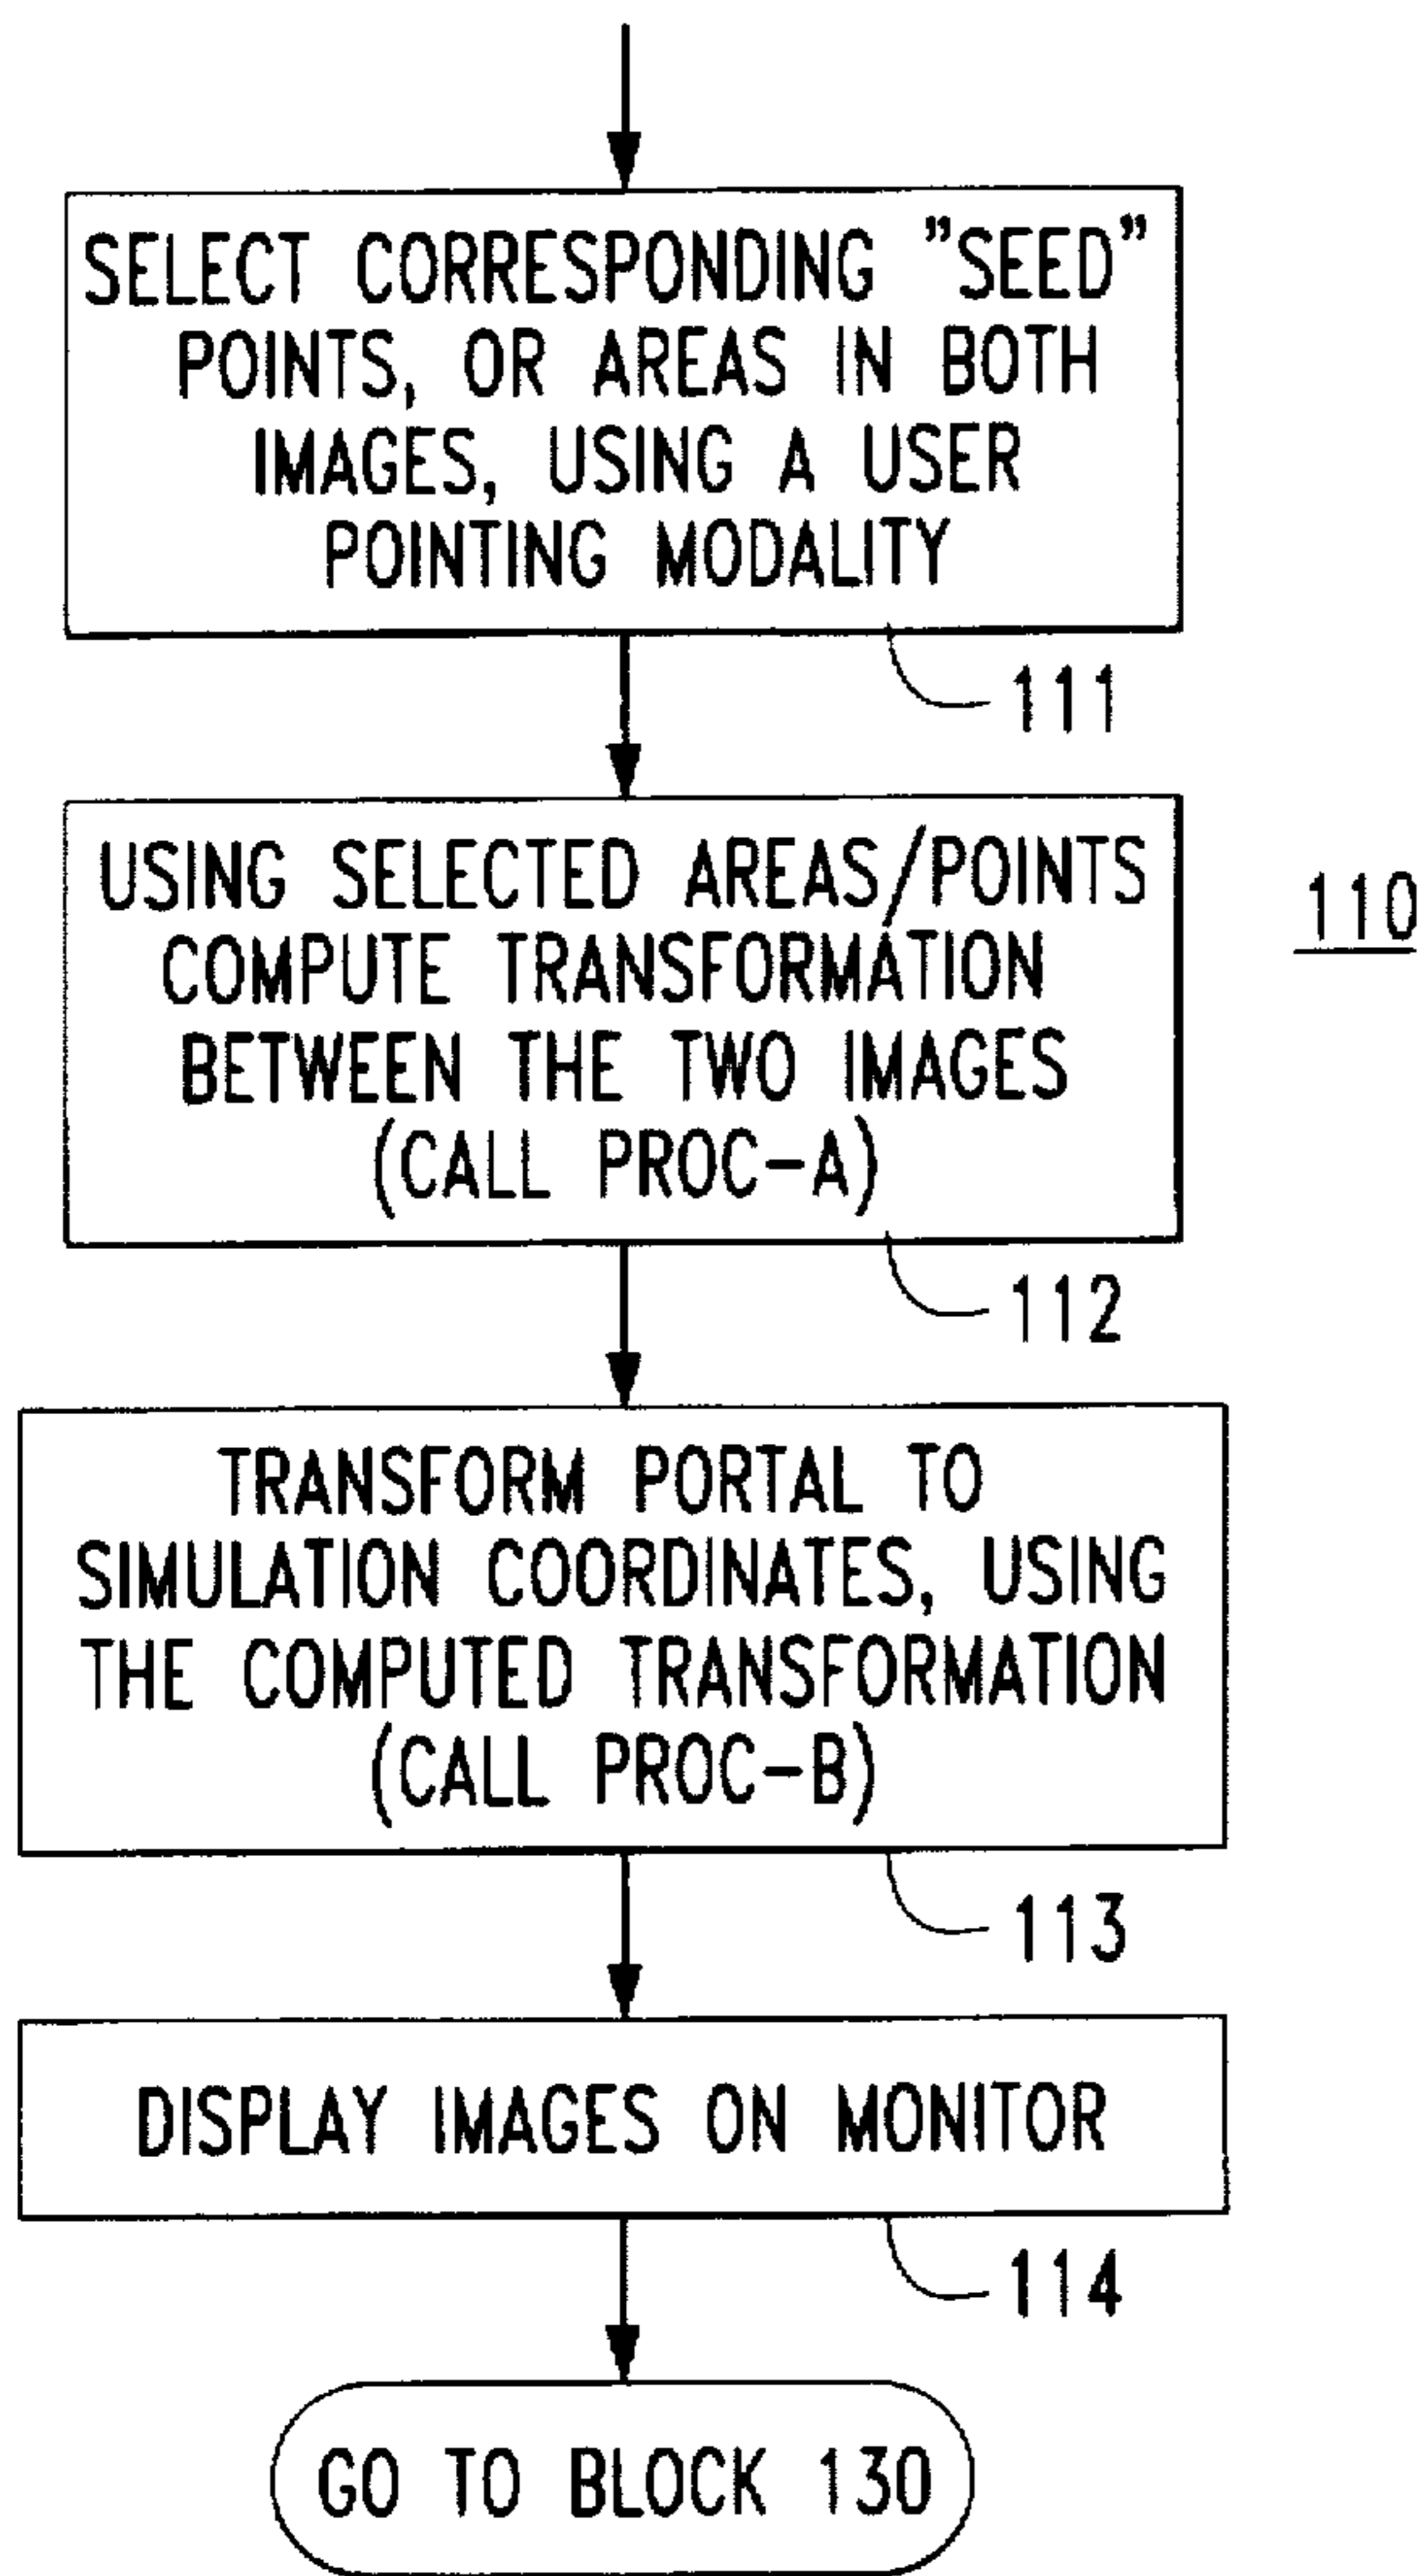 SELECT CORRESPONDING "SEED"
POINTS, OR AREAS IN BOTH
IMAGES, USING A USER
POINTING MODALITY
111
USING SELECTED AREAS/POINTS
COMPUTE TRANSFORMATION
BETWEEN THE TWO IMAGES
(CALL PROC-A)
110
112
TRANSFORM PORTAL TO
SIMULATION COORDINATES, USING
THE COMPUTED TRANSFORMATION
(CALL PROC-B)
113
DISPLAY IMAGES ON MONITOR
114
GO TO BLOCK 130